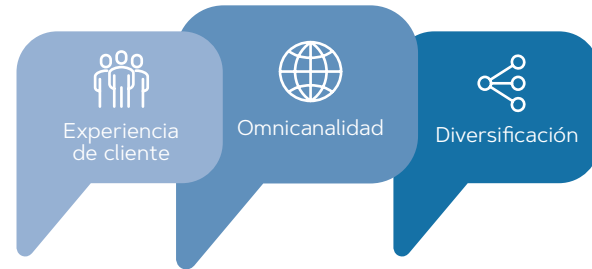 Experiencia
de cliente
Omnicanalidad
Diversificación